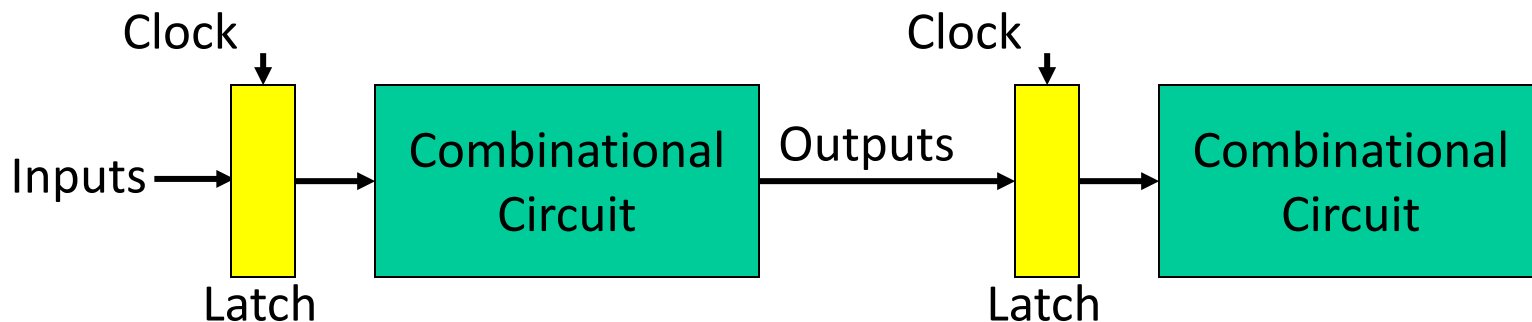 Clock
Clock
Inputs
Combinational
Circuit
Outputs
Combinational
Circuit
Latch
Latch